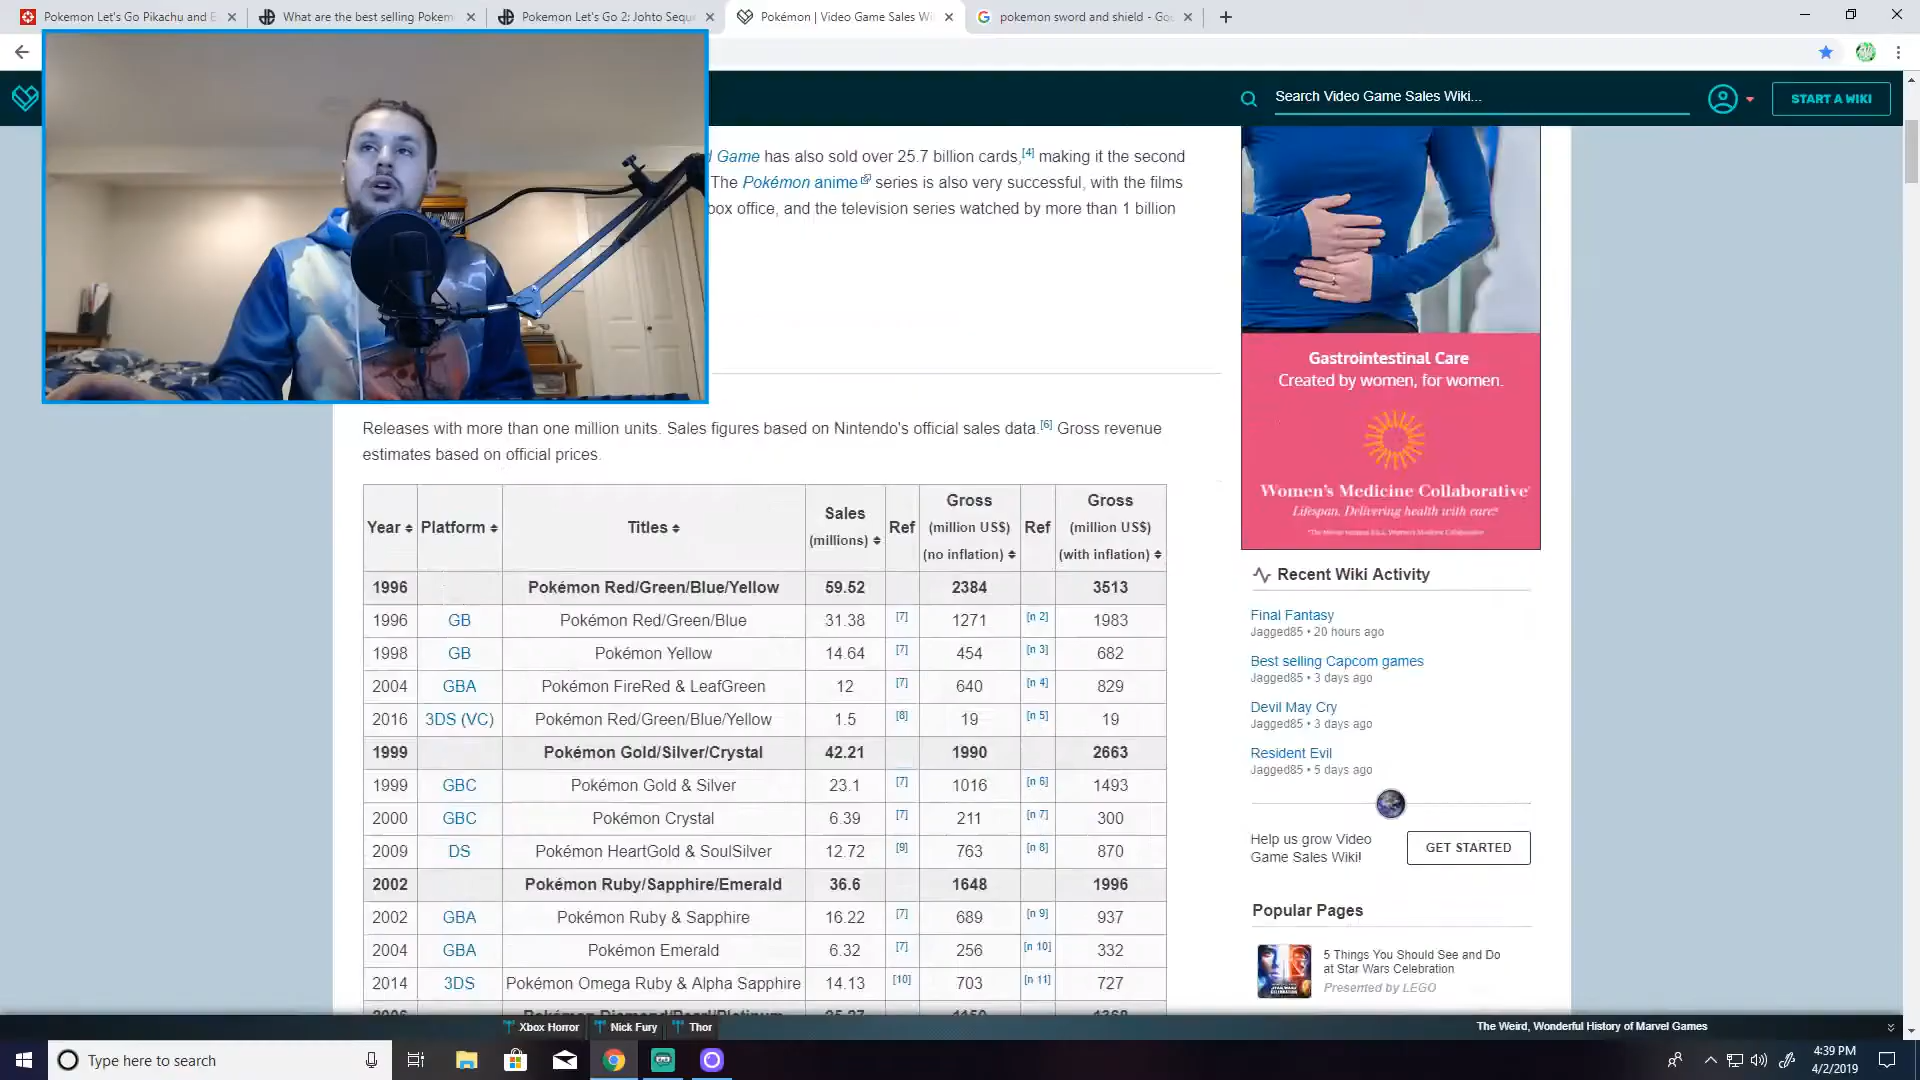 Pokemon Let's Go Pikachu and E
What are the best selling Pokem
Pokemon Let's Go 2: Johto Sequ
Pokémon | Video Game Sales Wi
pokemon sword and shield - Go
Search Video Game Sales Wiki...
START A WIKI
Game has also sold over 25.7 billion cards,[4] making it the second
The Pokémon anime series is also very successful, with the films
box office, and the television series watched by more than 1 billion
Releases with more than one million units. Sales figures based on Nintendo's official sales data.[6] Gross revenue
estimates based on official prices.
Year Platform Titles Sales (millions) Ref Gross (million US$) (no inflation) Ref Gross (million US$) (with inflation)
1996 Pokémon Red/Green/Blue/Yellow 59.52 2384 3513
1996 GB Pokémon Red/Green/Blue 31.38 [7] 1271 [n 2] 1983
1998 GB Pokémon Yellow 14.64 [7] 454 [n 3] 682
2004 GBA Pokémon FireRed & LeafGreen 12 [7] 640 [n 4] 829
2016 3DS (VC) Pokémon Red/Green/Blue/Yellow 1.5 [8] 19 [n 5] 19
1999 Pokémon Gold/Silver/Crystal 42.21 1990 2663
1999 GBC Pokémon Gold & Silver 23.1 [7] 1016 [n 6] 1493
2000 GBC Pokémon Crystal 6.39 [7] 211 [n 7] 300
2009 DS Pokémon HeartGold & SoulSilver 12.72 [9] 763 [n 8] 870
2002 Pokémon Ruby/Sapphire/Emerald 36.6 1648 1996
2002 GBA Pokémon Ruby & Sapphire 16.22 [7] 689 [n 9] 937
2004 GBA Pokémon Emerald 6.32 [7] 256 [n 10] 332
2014 3DS Pokémon Omega Ruby & Alpha Sapphire 14.13 [10] 703 [n 11] 727
Gastrointestinal Care
Created by women, for women.
Women's Medicine Collaborative
Lifespan. Delivering health with care.
Recent Wiki Activity
Final Fantasy
Jagged85 • 20 hours ago
Best selling Capcom games
Jagged85 • 3 days ago
Devil May Cry
Jagged85 • 3 days ago
Resident Evil
Jagged85 • 5 days ago
Help us grow Video
Game Sales Wiki!
GET STARTED
Popular Pages
5 Things You Should See and Do
at Star Wars Celebration
Presented by LEGO
Xbox Horror Nick Fury Thor
The Weird, Wonderful History of Marvel Games
Type here to search
4:39 PM
4/2/2019